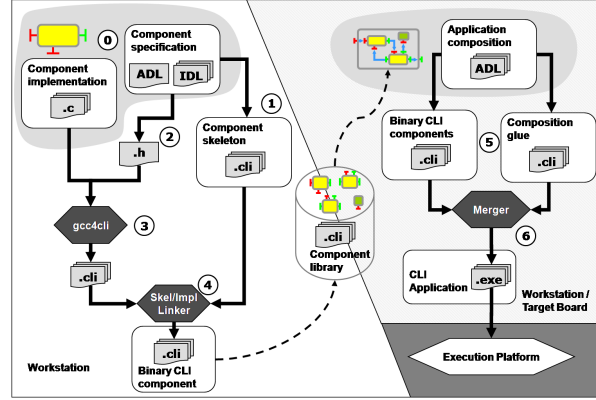 0
Component
specification
ADL
IDL
Component
implementation
.c
1
2
.h
Component
skeleton
.cli
gcc4cli
3
.cli
4
Skel/Impl
Linker
.cli
Binary CLI
component
Workstation
.cli
Component
library
Application
composition
ADL
Binary CLI
components
.cli
5
Composition
glue
.cli
Merger
6
CLI
Application
.exe
Workstation /
Target Board
Execution Platform